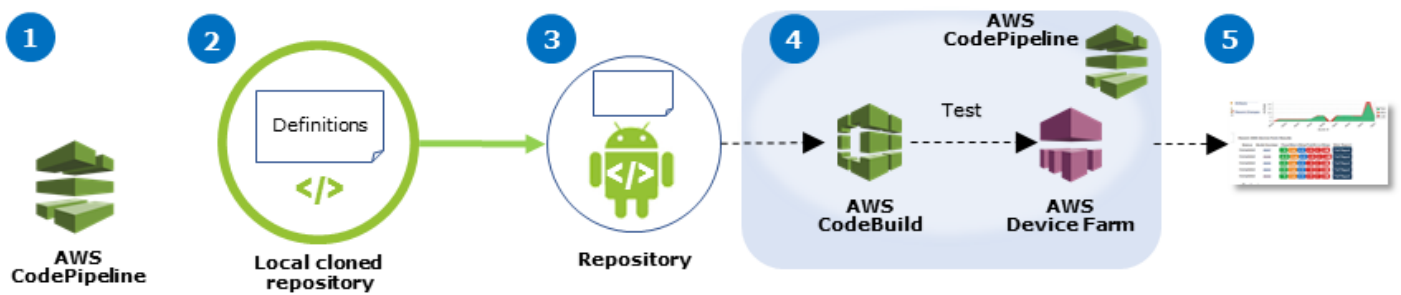 1
2
3
4
5
AWS
CodePipeline
Definitions
</>
Local cloned
repository
</>
Repository
AWS
CodePipeline
Test
AWS
CodeBuild
AWS
Device Farm